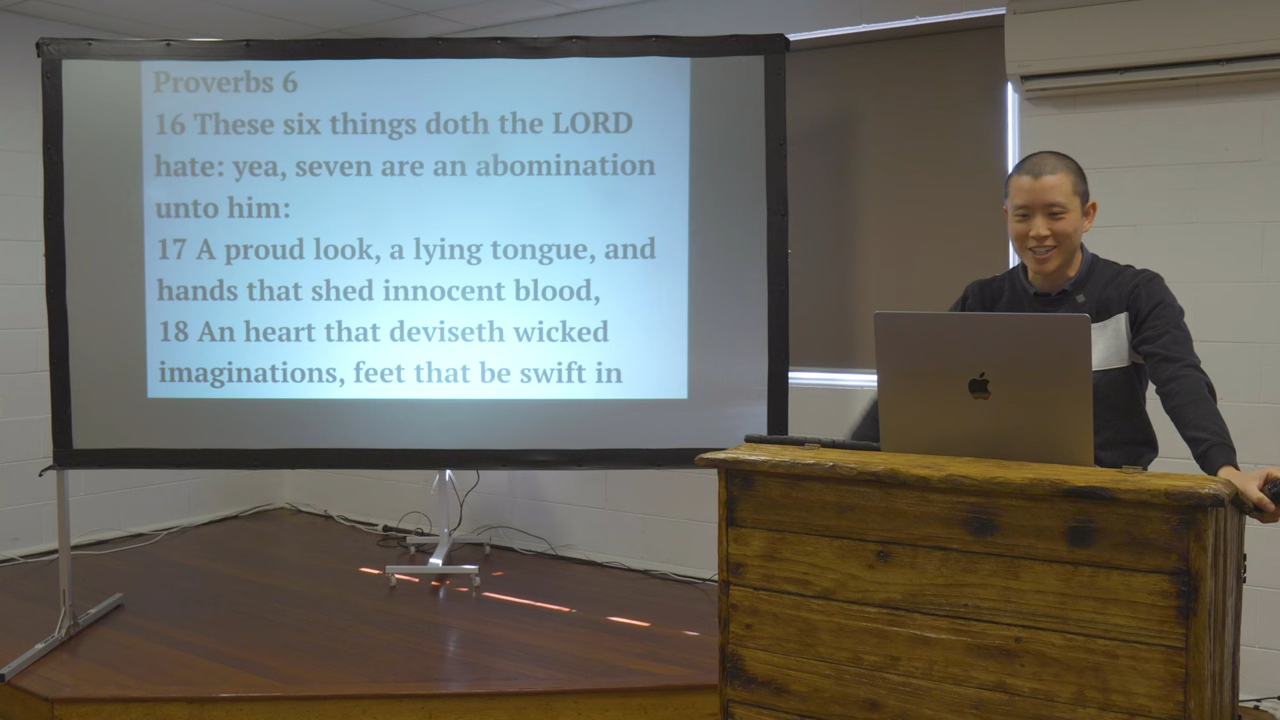 Proverbs 6
16 These six things doth the LORD
hate: yea, seven are an abomination
unto him:
17 A proud look, a lying tongue, and
hands that shed innocent blood,
18 An heart that deviseth wicked
imaginations, feet that be swift in